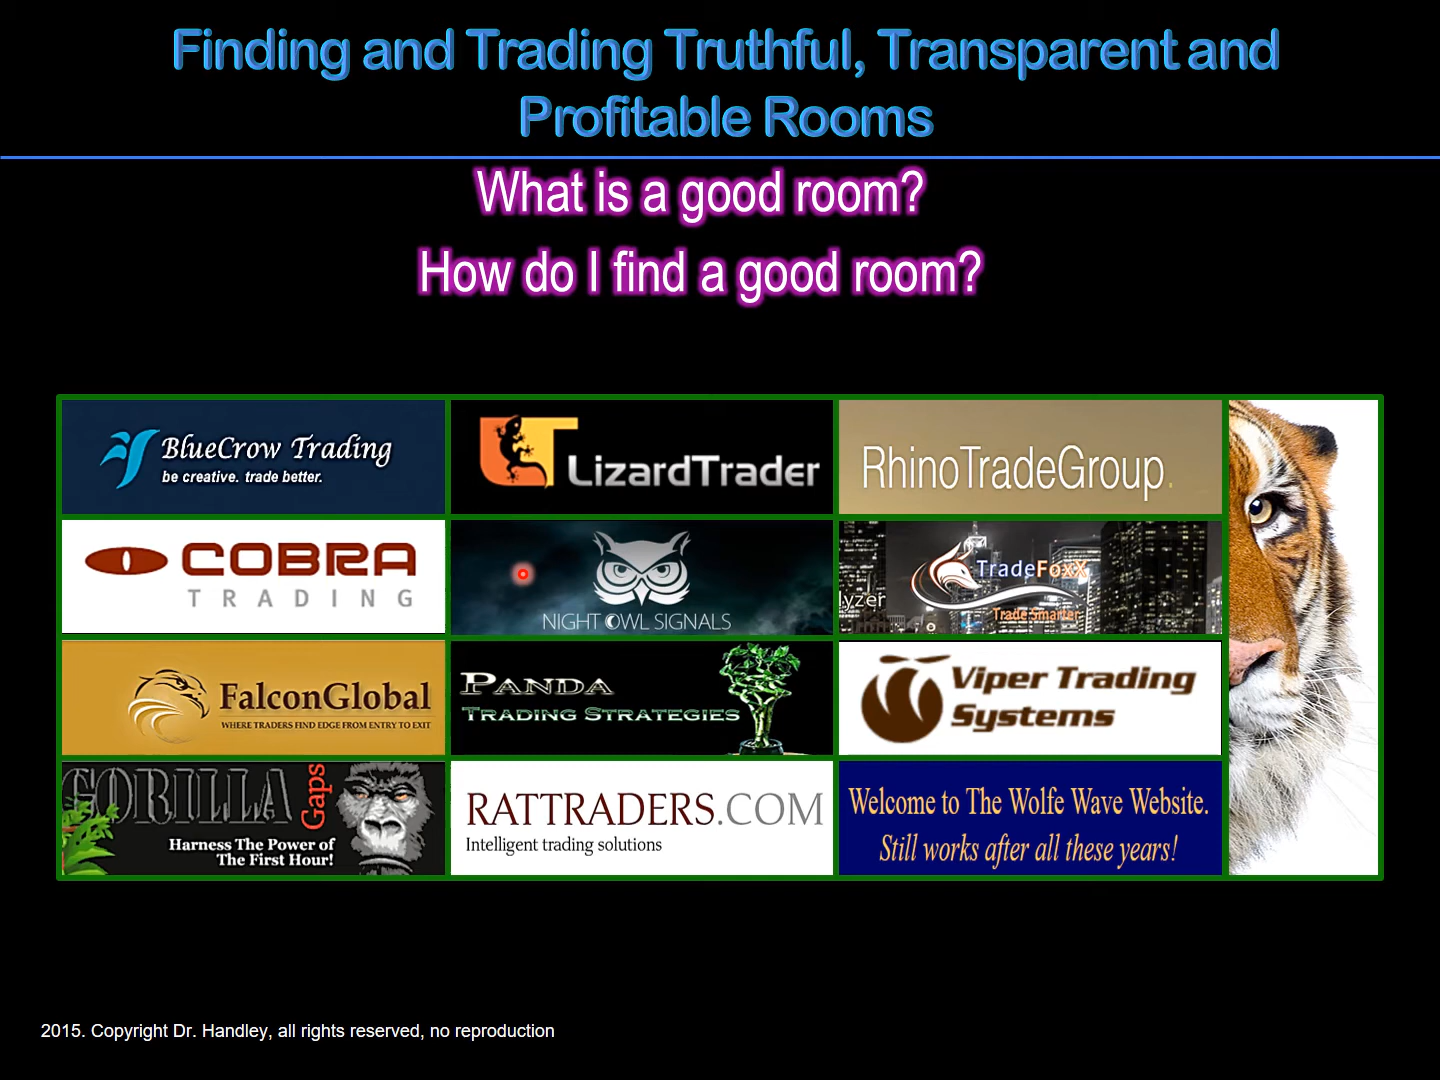 Finding and Trading Truthful, Transparent and
Profitable Rooms
What is a good room?
How do I find a good room?
BlueCrow Trading
be creative. trade better.
LizardTrader
RhinoTradeGroup.
COBRA
TRADING
NIGHT OWL SIGNALS
TradeFoxX
lyzer
Trade Smarter
FalconGlobal
WHERE TRADERS FIND EDGE FROM ENTRY TO EXIT
PANDA
TRADING STRATEGIES
Viper Trading
Systems
GORILLA
Gaps
Harness The Power of
The First Hour!
RATTRADERS.COM
Intelligent trading solutions
Welcome to The Wolfe Wave Website.
Still works after all these years!
2015. Copyright Dr. Handley, all rights reserved, no reproduction